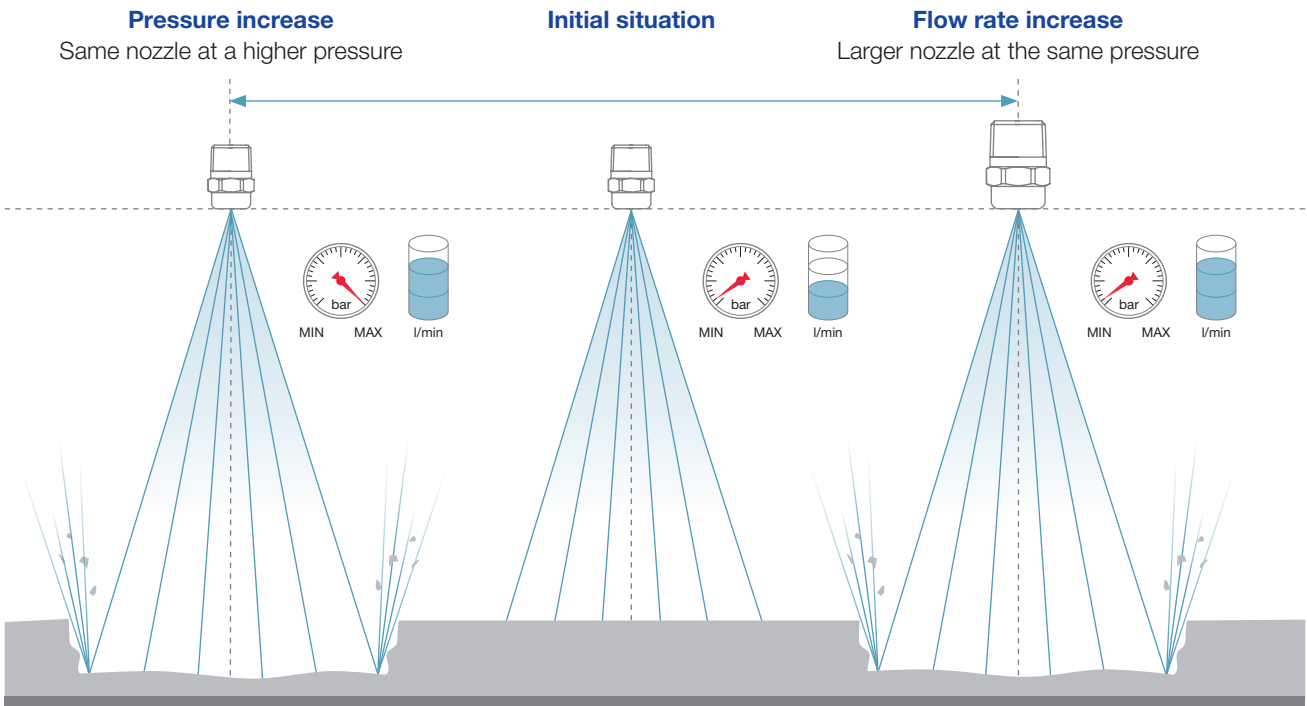 Pressure increase
Same nozzle at a higher pressure
Initial situation
Flow rate increase
Larger nozzle at the same pressure
bar
MIN MAX l/min
bar
MIN MAX l/min
bar
MIN MAX l/min